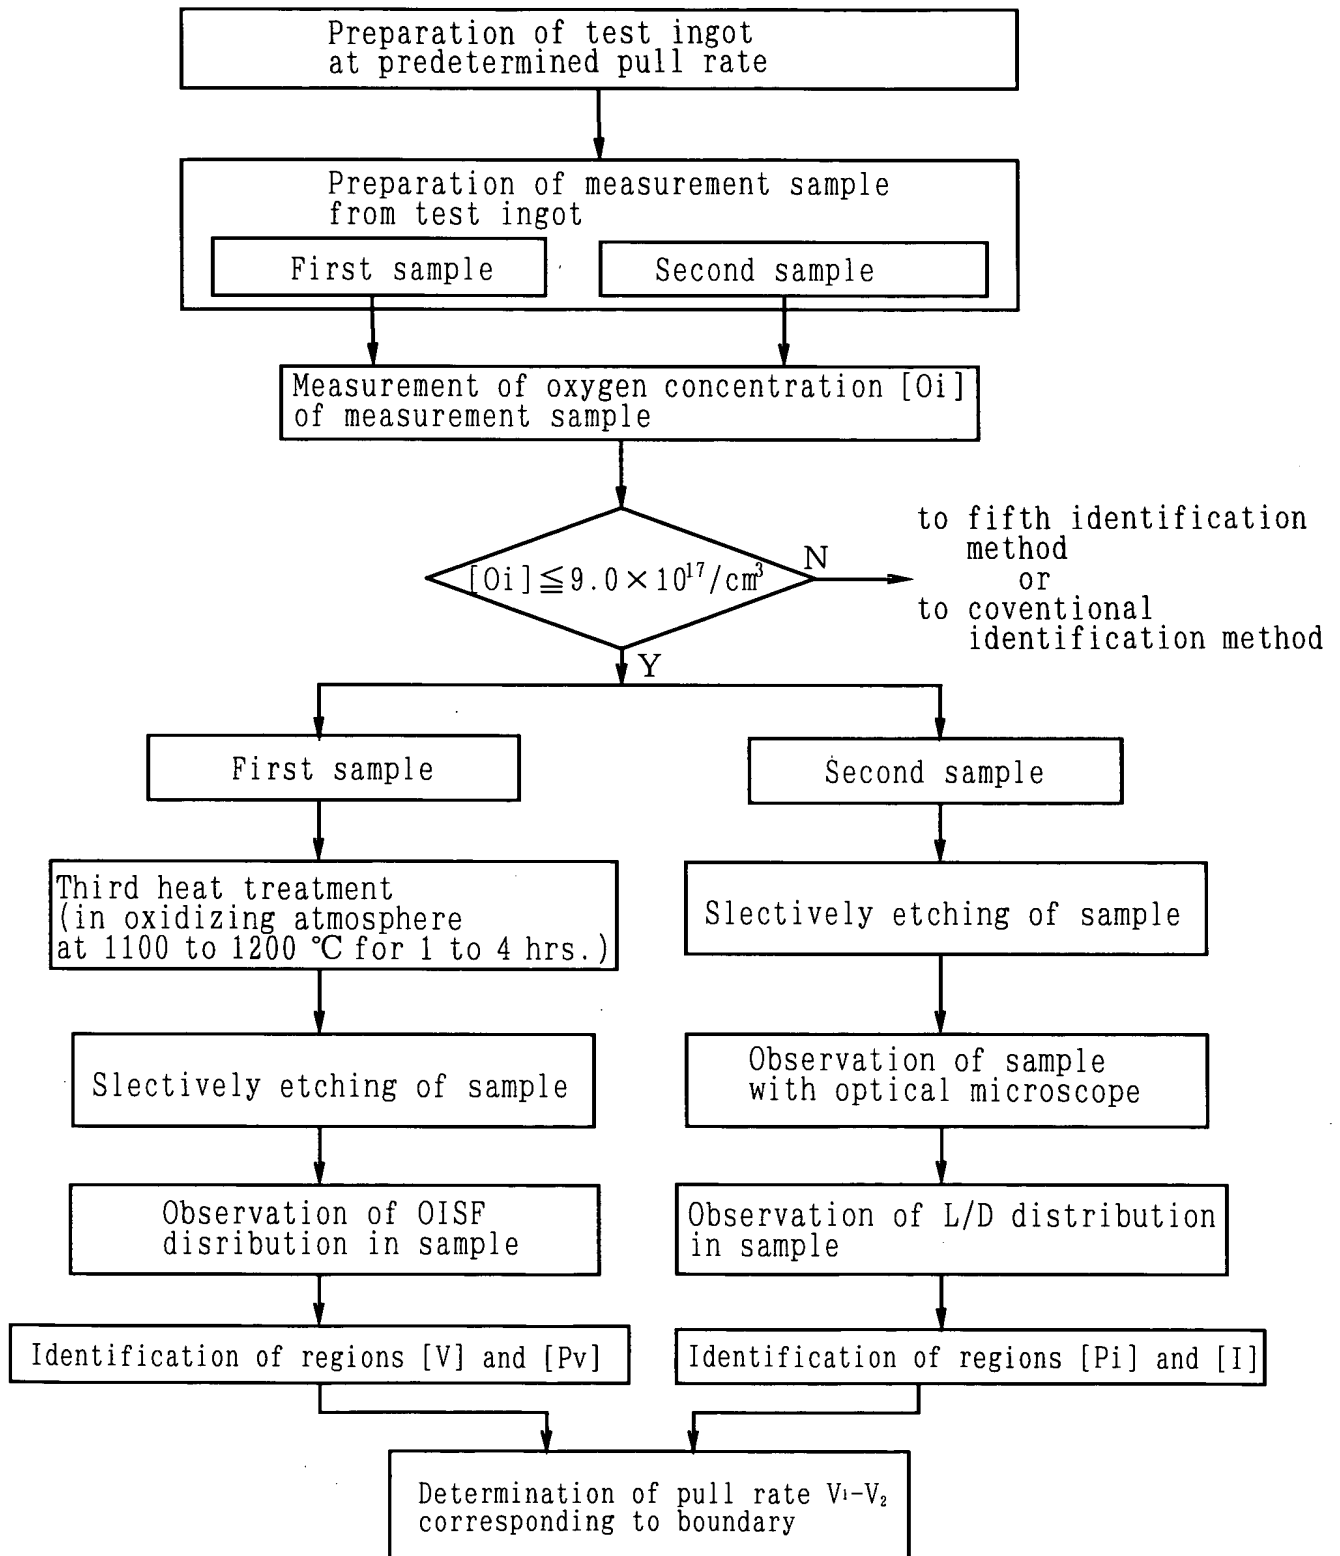 Preparation of test ingot
at predetermined pull rate
Preparation of measurement sample
from test ingot
First sample
Second sample
Measurement of oxygen concentration [Oi]
of measurement sample
[Oi]≦9.0×10¹⁷/cm³
N
to fifth identification
method
or
to coventional
identification method
Y
First sample
Second sample
Third heat treatment
(in oxidizing atmosphere
at 1100 to 1200 ℃ for 1 to 4 hrs.)
Slectively etching of sample
Slectively etching of sample
Observation of sample
with optical microscope
Observation of OISF
disribution in sample
Observation of L/D distribution
in sample
Identification of regions [V] and [Pv]
Identification of regions [Pi] and [I]
Determination of pull rate V₁-V₂
corresponding to boundary